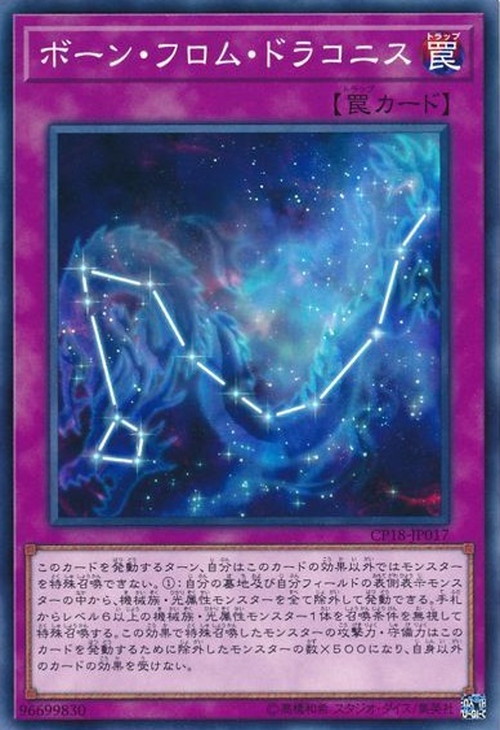 ボーン・フロム・ドラコニス
トラップ
罠
トラップ
【罠カード】
CP18-JP017
このカードを発動するターン、自分はこのカードの効果以外ではモンスター
を特殊召喚できない。①：自分の墓地及び自分フィールドの表側表示モンス
ターの中から、機械族・光属性モンスターを全て除外して発動できる。手札
からレベル６以上の機械族・光属性モンスター１体を召喚条件を無視して
特殊召喚する。この効果で特殊召喚したモンスターの攻撃力・守備力はこの
カードを発動するために除外したモンスターの数×５００になり、自身以外
のカードの効果を受けない。
96699830
©高橋和希 スタジオ・ダイス/集英社